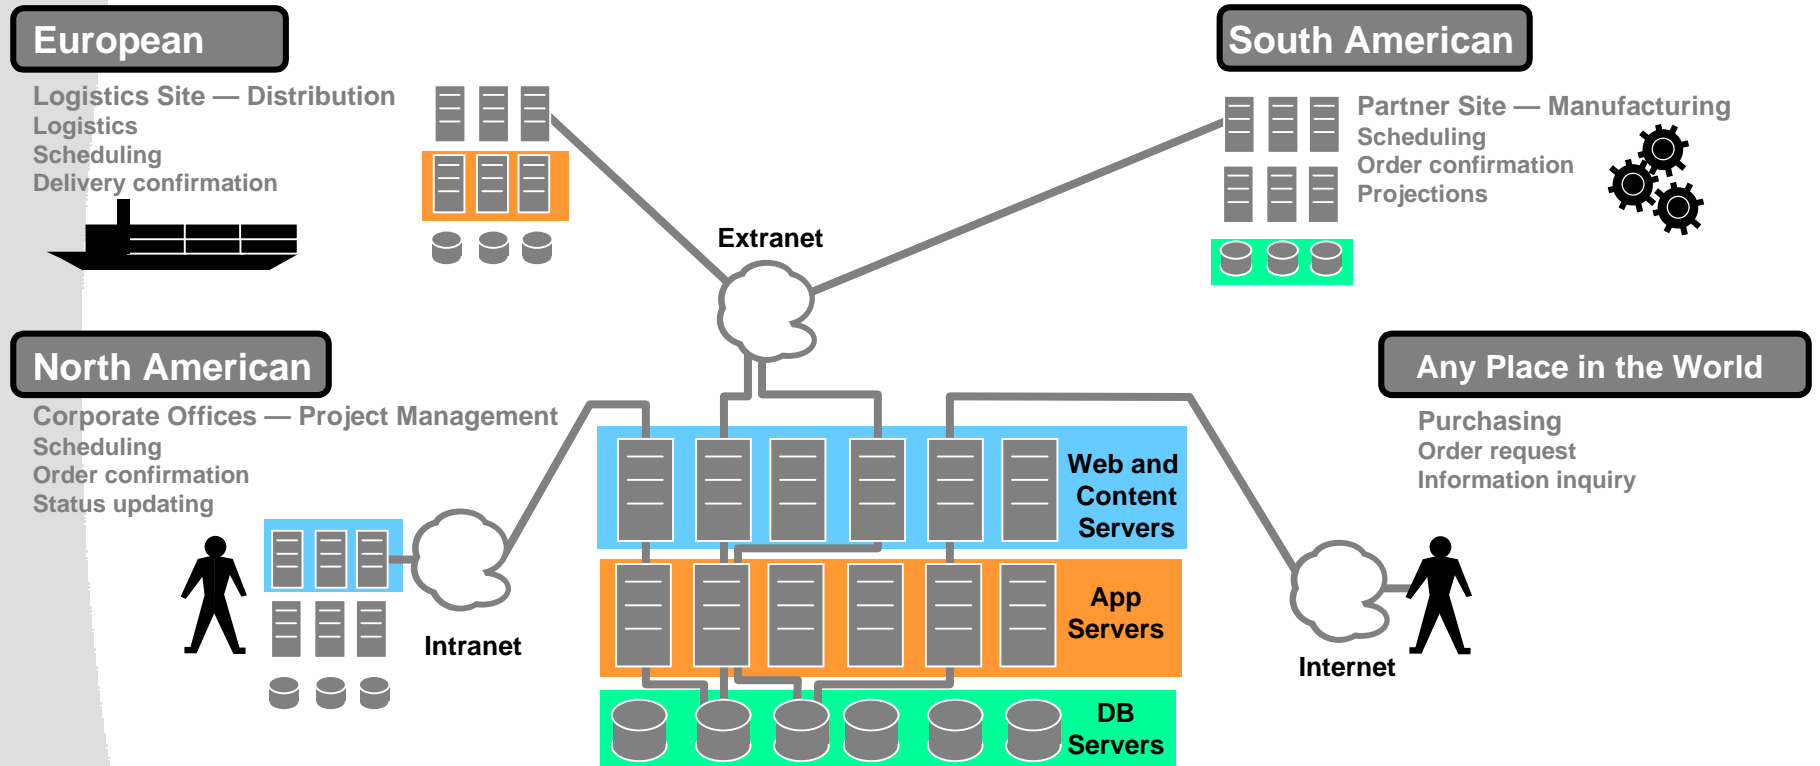 European
Logistics Site — Distribution
Logistics
Scheduling
Delivery confirmation
South American
Partner Site — Manufacturing
Scheduling
Order confirmation
Projections
Extranet
North American
Corporate Offices — Project Management
Scheduling
Order confirmation
Status updating
Intranet
Any Place in the World
Purchasing
Order request
Information inquiry
Internet
Web and
Content
Servers
App
Servers
DB
Servers